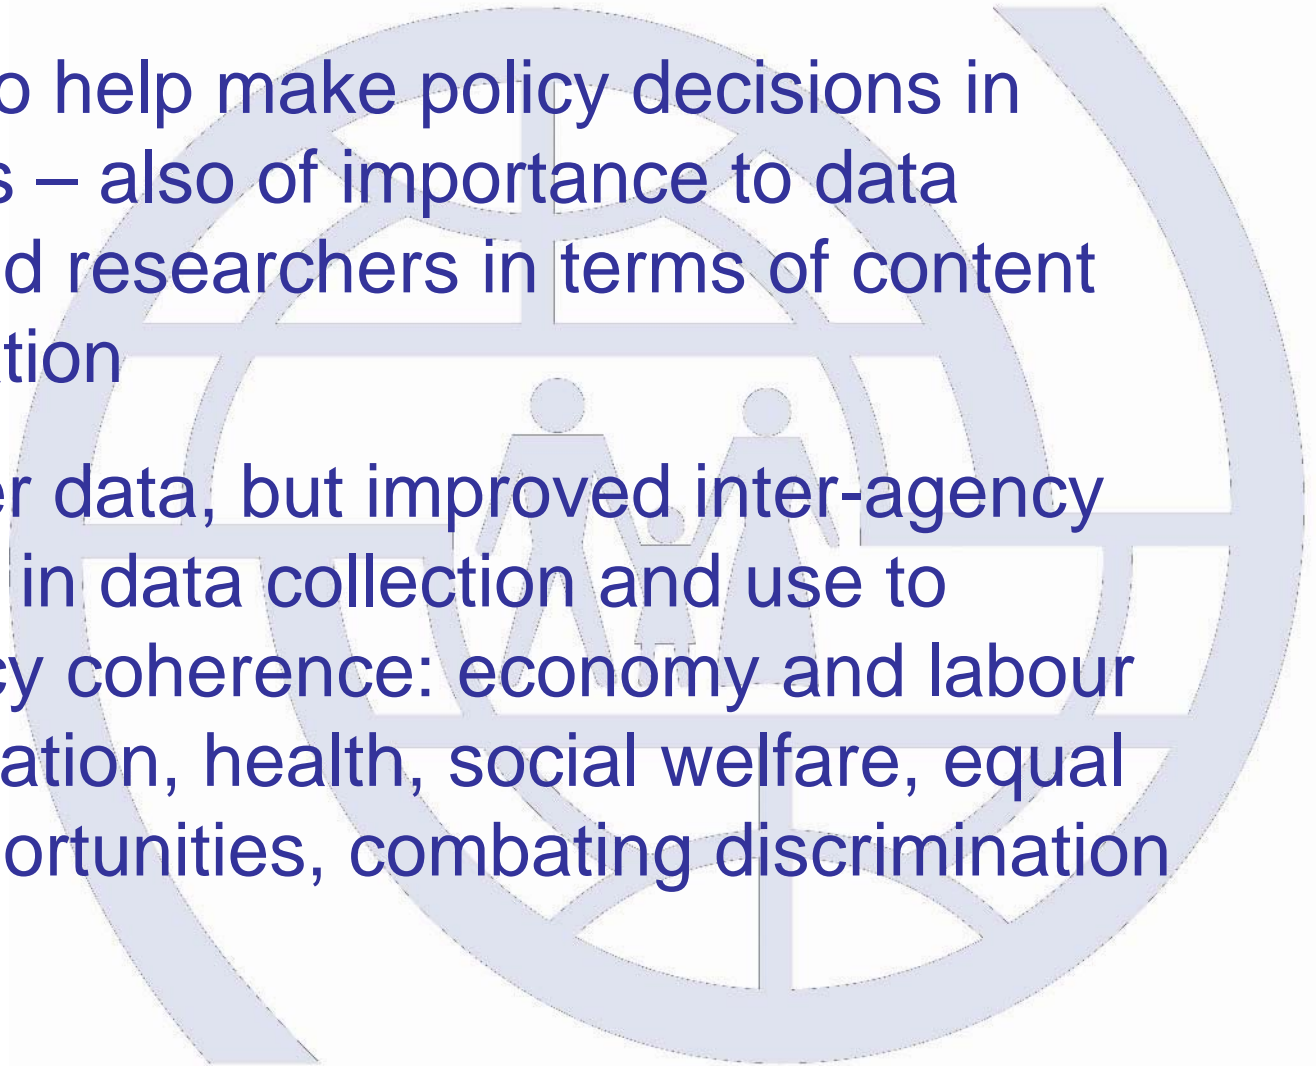 o help make policy decisions in
s – also of importance to data
d researchers in terms of content
tion
er data, but improved inter-agency
in data collection and use to
cy coherence: economy and labour
ation, health, social welfare, equal
ortunities, combating discrimination